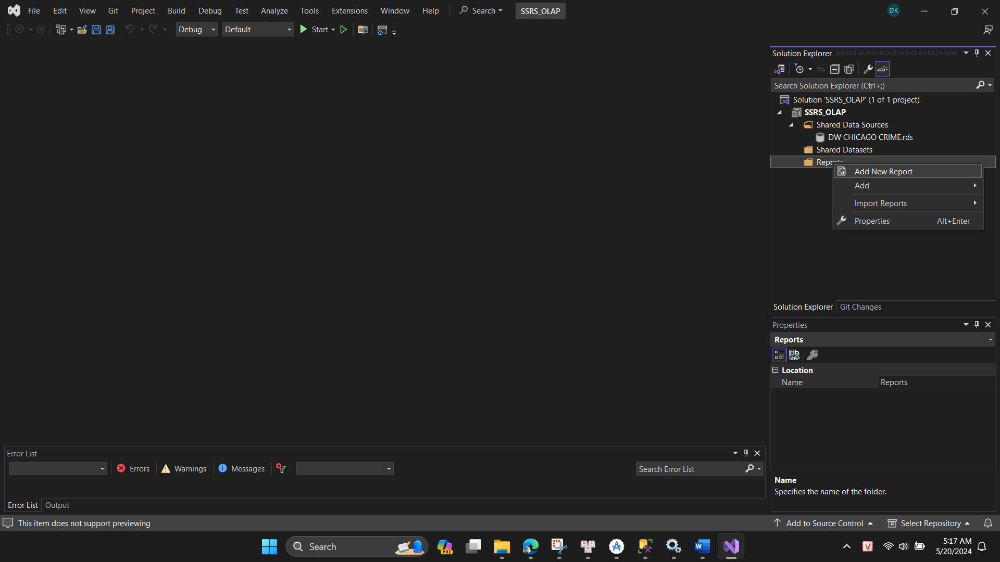 File Edit View Git Project Build Debug Test Analyze Tools Extensions Window Help Search SSRS_OLAP DK
Debug Default Start
Solution Explorer
Search Solution Explorer (Ctrl+;)
Solution 'SSRS_OLAP' (1 of 1 project)
SSRS_OLAP
Shared Data Sources
DW CHICAGO CRIME.rds
Shared Datasets
Reports
Add New Report
Add
Import Reports
Properties Alt+Enter
Solution Explorer Git Changes
Properties
Reports
Location
Name Reports
Name
Specifies the name of the folder.
Error List
Errors Warnings Messages Search Error List
Error List Output
This item does not support previewing Add to Source Control Select Repository
Search PRE V 5:17 AM
5/20/2024